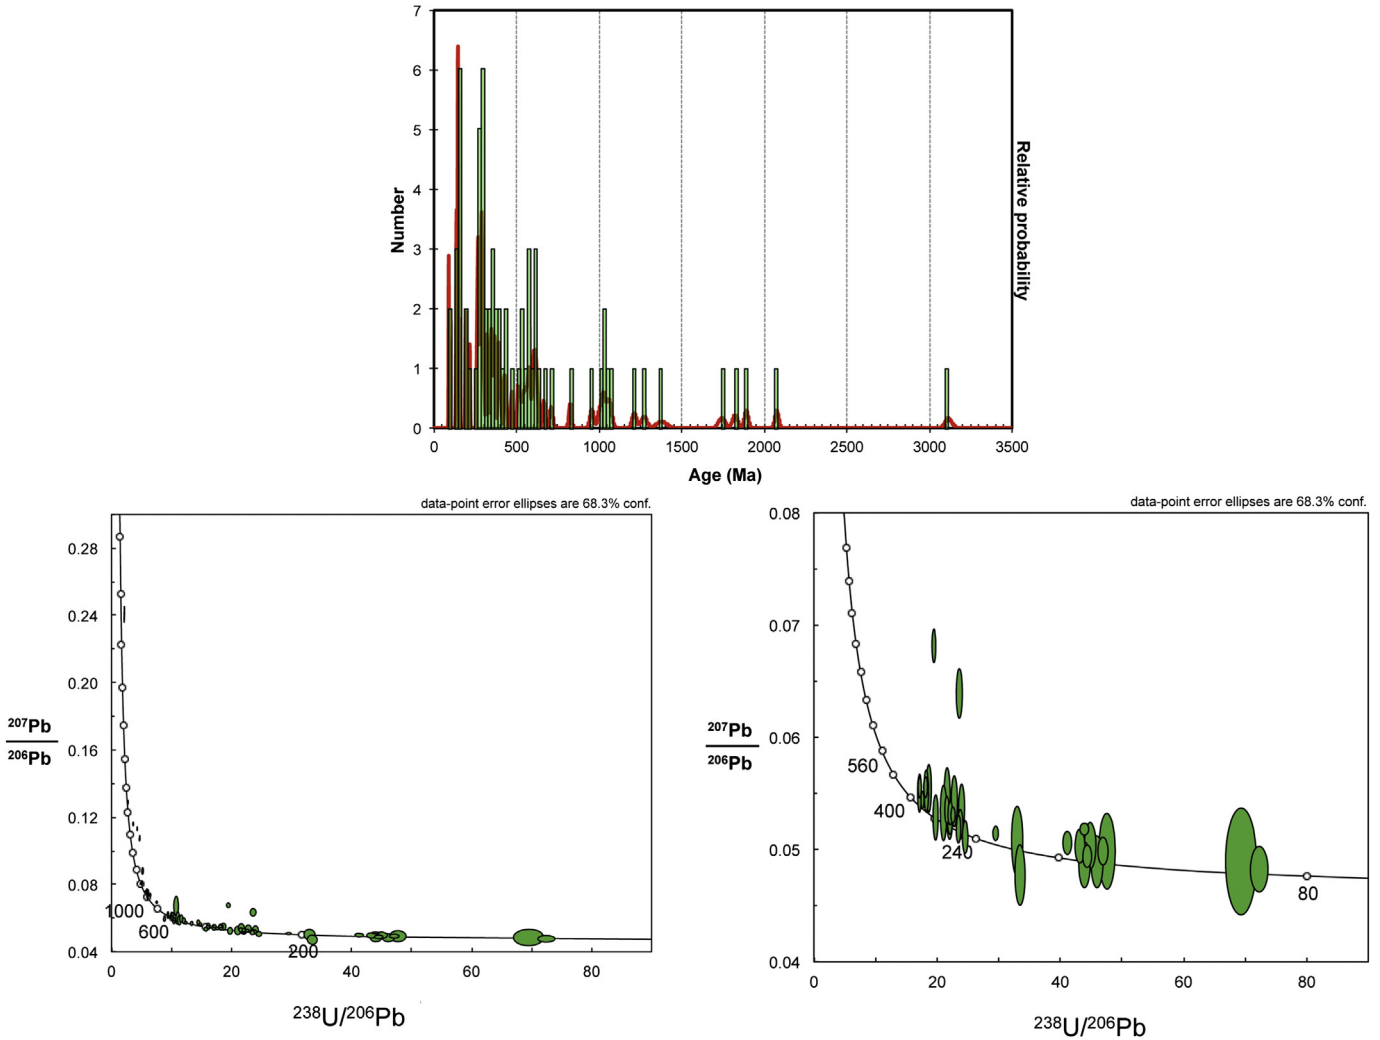 7
6
5
4
3
2
1
0
Number
Relative probability
0 500 1000 1500 2000 2500 3000 3500
Age (Ma)
data-point error ellipses are 68.3% conf.
0.28
0.24
0.20
0.16
0.12
0.08
0.04
207Pb
206Pb
1000
600
200
0 20 40 60 80
238U/206Pb
data-point error ellipses are 68.3% conf.
0.08
0.07
0.06
0.05
0.04
207Pb
206Pb
560
400
240
80
0 20 40 60 80
238U/206Pb